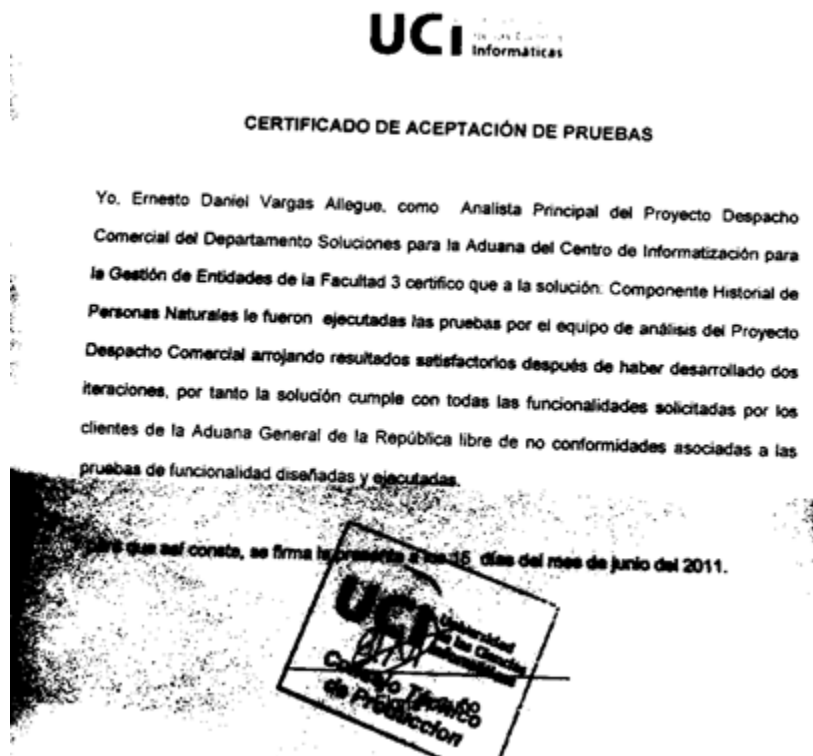 UCI
Informáticas
CERTIFICADO DE ACEPTACIÓN DE PRUEBAS
Yo, Ernesto Daniel Vargas Allegue, como Analista Principal del Proyecto Despacho
Comercial del Departamento Soluciones para la Aduana del Centro de Informatización para
la Gestión de Entidades de la Facultad 3 certifico que a la solución: Componente Historial de
Personas Naturales le fueron ejecutadas las pruebas por el equipo de análisis del Proyecto
Despacho Comercial arrojando resultados satisfactorios después de haber desarrollado dos
iteraciones, por tanto la solución cumple con todas las funcionalidades solicitadas por los
clientes de la Aduana General de la República libre de no conformidades asociadas a las
pruebas de funcionalidad diseñadas y ejecutadas.
para que así conste, se firma la presente a los 15 días del mes de junio del 2011.
UCI
Universidad
de las Ciencias
Informáticas
Consejo Técnico
de Producción